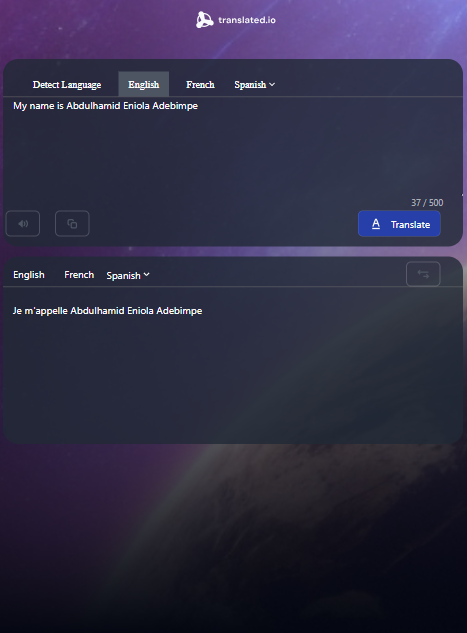 translated.io
Detect Language English French Spanish
My name is Abdulhamid Eniola Adebimpe
37 / 500
A Translate
English French Spanish
Je m'appelle Abdulhamid Eniola Adebimpe